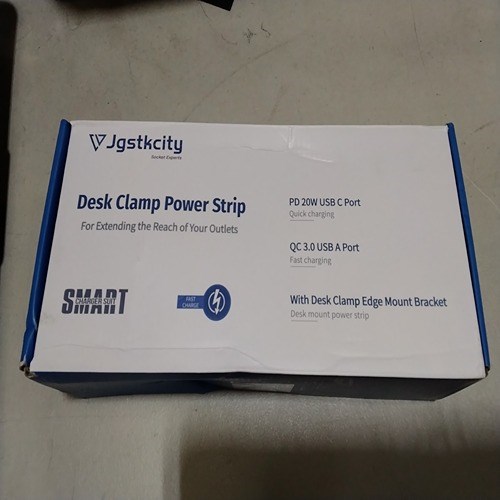 Jgstkcity
Socket Experts
Desk Clamp Power Strip
For Extending the Reach of Your Outlets
PD 20W USB C Port
Quick charging
QC 3.0 USB A Port
Fast charging
SMART
CHARGER SUIT
FAST
CHARGE
With Desk Clamp Edge Mount Bracket
Desk mount power strip